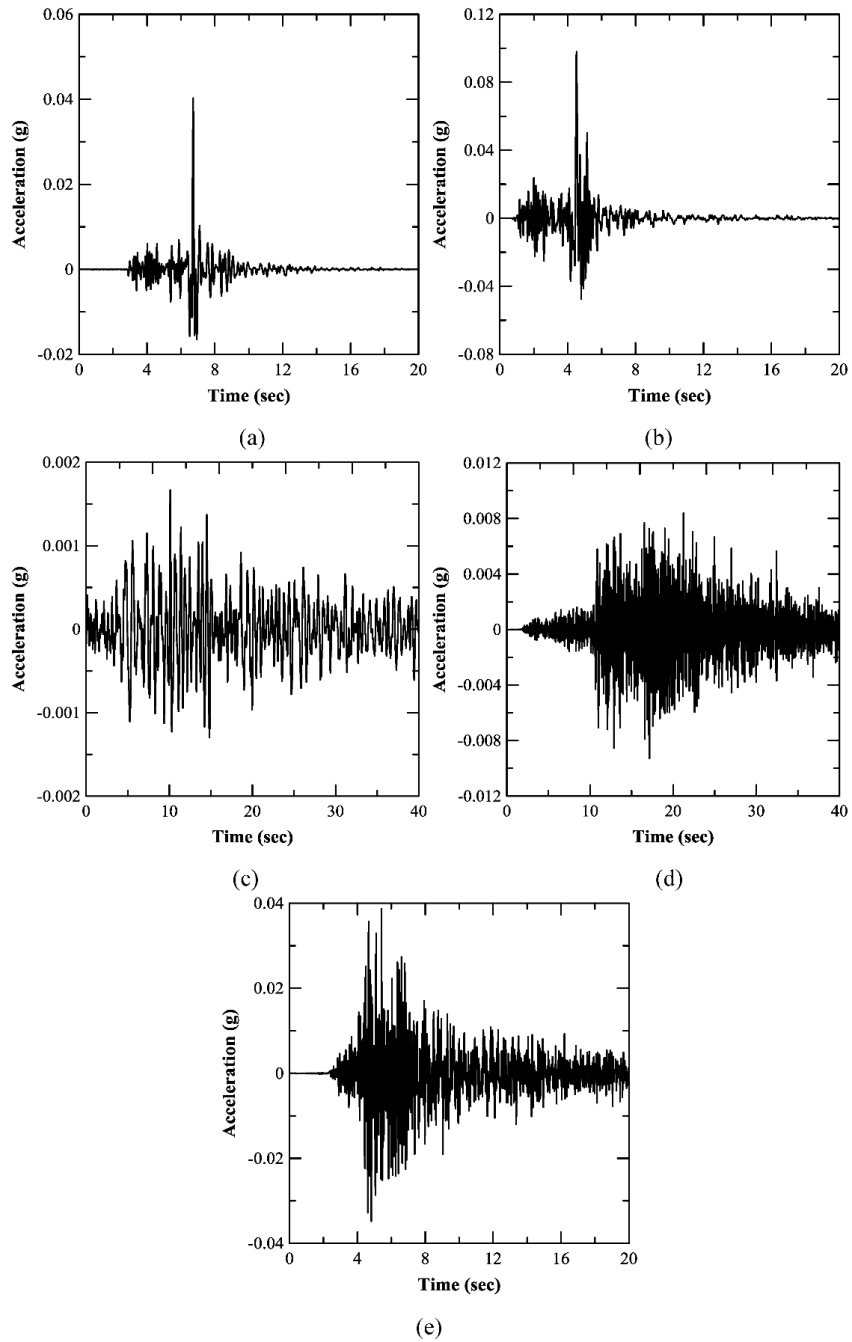 0.06
0.04
0.02
0
-0.02
Acceleration (g)
0 4 8 12 16 20
Time (sec)
(a)
0.12
0.08
0.04
0
-0.04
-0.08
Acceleration (g)
0 4 8 12 16 20
Time (sec)
(b)
0.002
0.001
0
-0.001
-0.002
Acceleration (g)
0 10 20 30 40
Time (sec)
(c)
0.012
0.008
0.004
0
-0.004
-0.008
-0.012
Acceleration (g)
0 10 20 30 40
Time (sec)
(d)
0.04
0.02
0
-0.02
-0.04
Acceleration (g)
0 4 8 12 16 20
Time (sec)
(e)